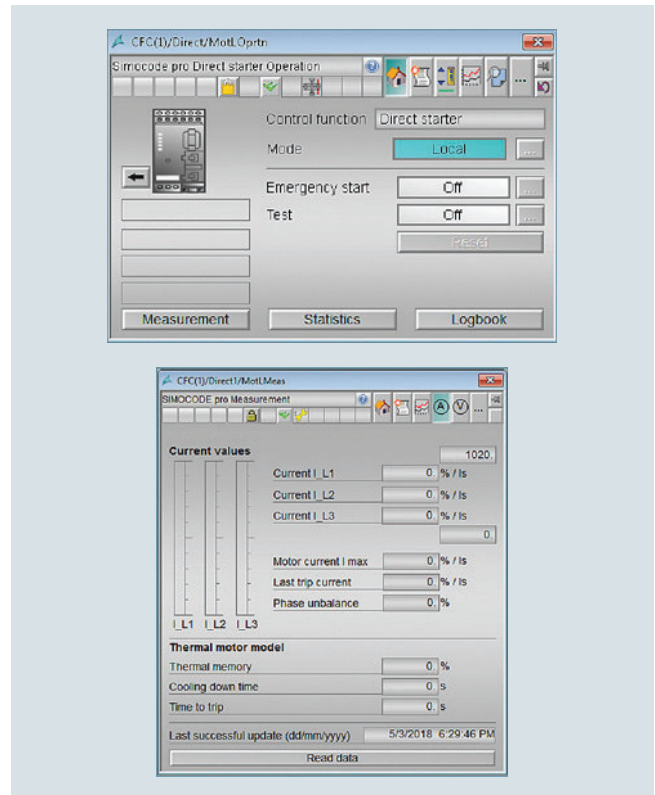 CFC(1)/Direct/MotLOprtn
Simocode pro Direct starter Operation
...
Control function Direct starter
Mode Local ...
Emergency start Off ...
Test Off ...
Reset
Measurement Statistics Logbook
CFC(1)/Direct1/MotLMeas
SIMOCODE pro Measurement
A V ...
Current values
1020.
Current I_L1 0. % / Is
Current I_L2 0. % / Is
Current I_L3 0. % / Is
0.
Motor current I max 0. % / Is
Last trip current 0. % / Is
Phase unbalance 0. %
I_L1 I_L2 I_L3
Thermal motor model
Thermal memory 0. %
Cooling down time 0. s
Time to trip 0. s
Last successful update (dd/mm/yyyy) 5/3/2018 6:29:46 PM
Read data